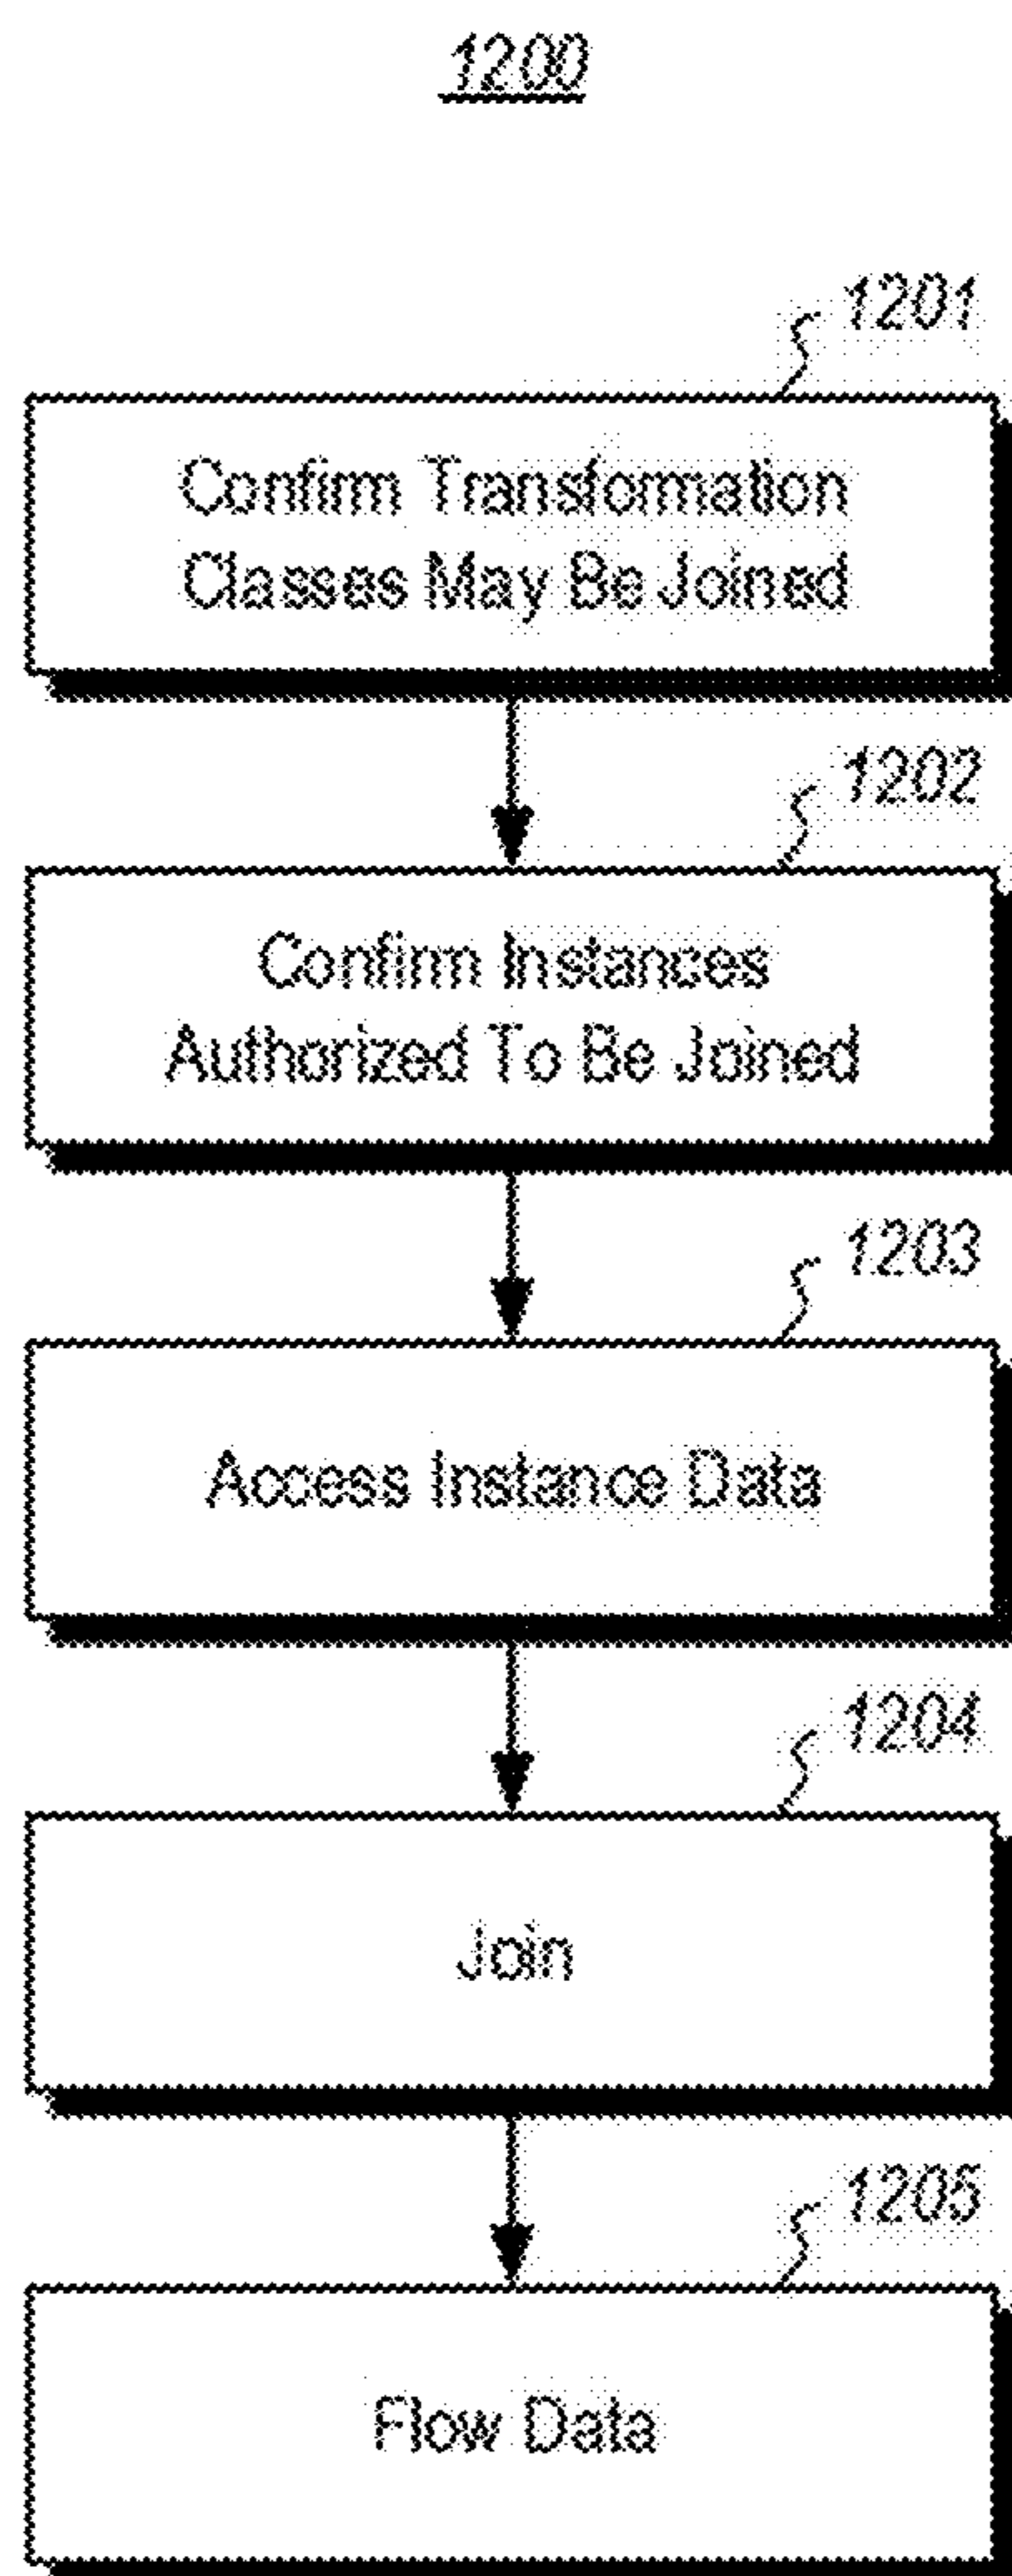 1200
1201
Confirm Transformation
Classes May Be Joined
1202
Confirm Instances
Authorized To Be Joined
1203
Access Instance Data
1204
Join
1205
Flow Data